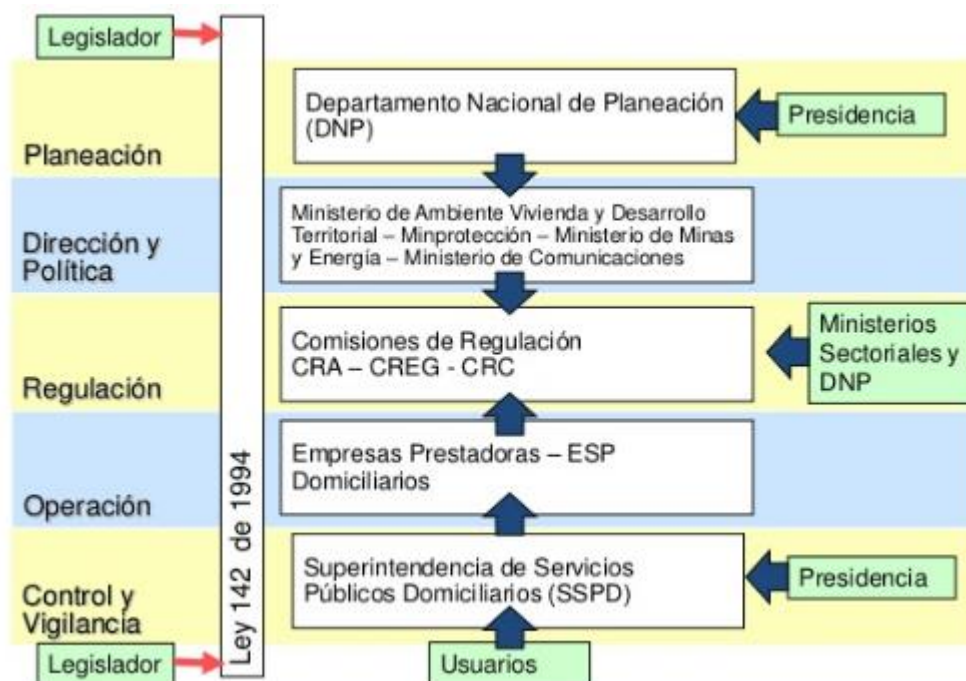 Legislador
Departamento Nacional de Planeación
(DNP)
Presidencia
Planeación
Ministerio de Ambiente Vivienda y Desarrollo
Territorial – Minprotección – Ministerio de Minas
y Energía – Ministerio de Comunicaciones
Dirección y
Política
Comisiones de Regulación
CRA – CREG - CRC
Ministerios
Sectoriales y
DNP
Regulación
Empresas Prestadoras – ESP
Domiciliarios
Operación
Ley 142 de 1994
Superintendencia de Servicios
Públicos Domiciliarios (SSPD)
Presidencia
Control y
Vigilancia
Legislador
Usuarios